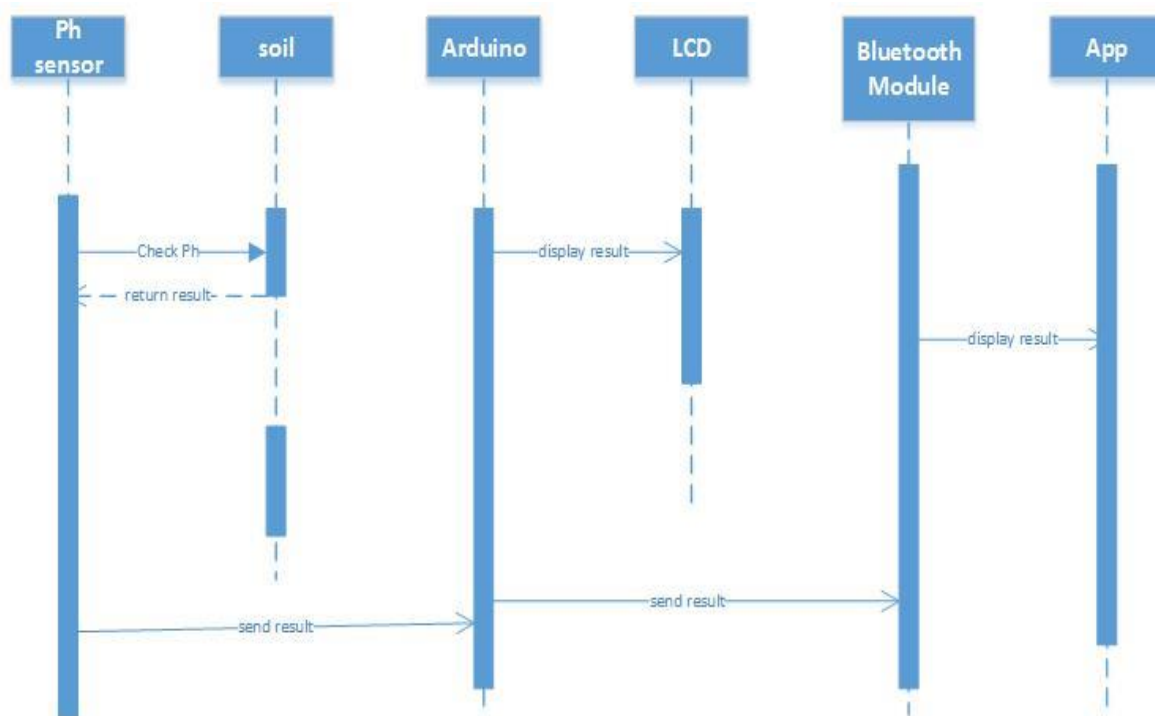 Ph
sensor
soil
Arduino
LCD
Bluetooth
Module
App
Check Ph
display result
return result
display result
send result
send result